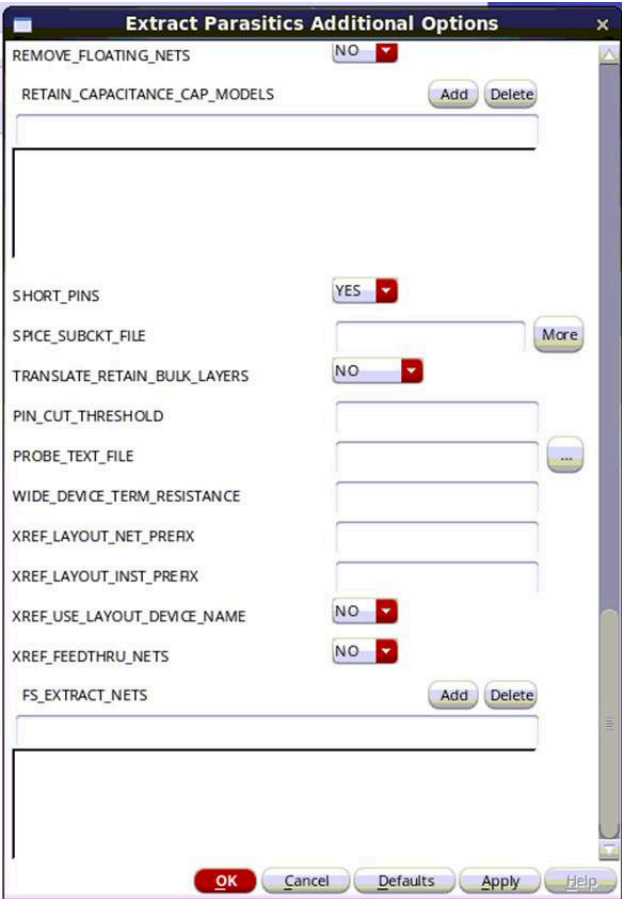 Extract Parasitics Additional Options
REMOVE_FLOATING_NETS NO
RETAIN_CAPACITANCE_CAP_MODELS Add Delete
SHORT_PINS YES
SPICE_SUBCKT_FILE More
TRANSLATE_RETAIN_BULK_LAYERS NO
PIN_CUT_THRESHOLD
PROBE_TEXT_FILE ...
WIDE_DEVICE_TERM_RESISTANCE
XREF_LAYOUT_NET_PREFIX
XREF_LAYOUT_INST_PREFIX
XREF_USE_LAYOUT_DEVICE_NAME NO
XREF_FEEDTHRU_NETS NO
FS_EXTRACT_NETS Add Delete
OK Cancel Defaults Apply Help